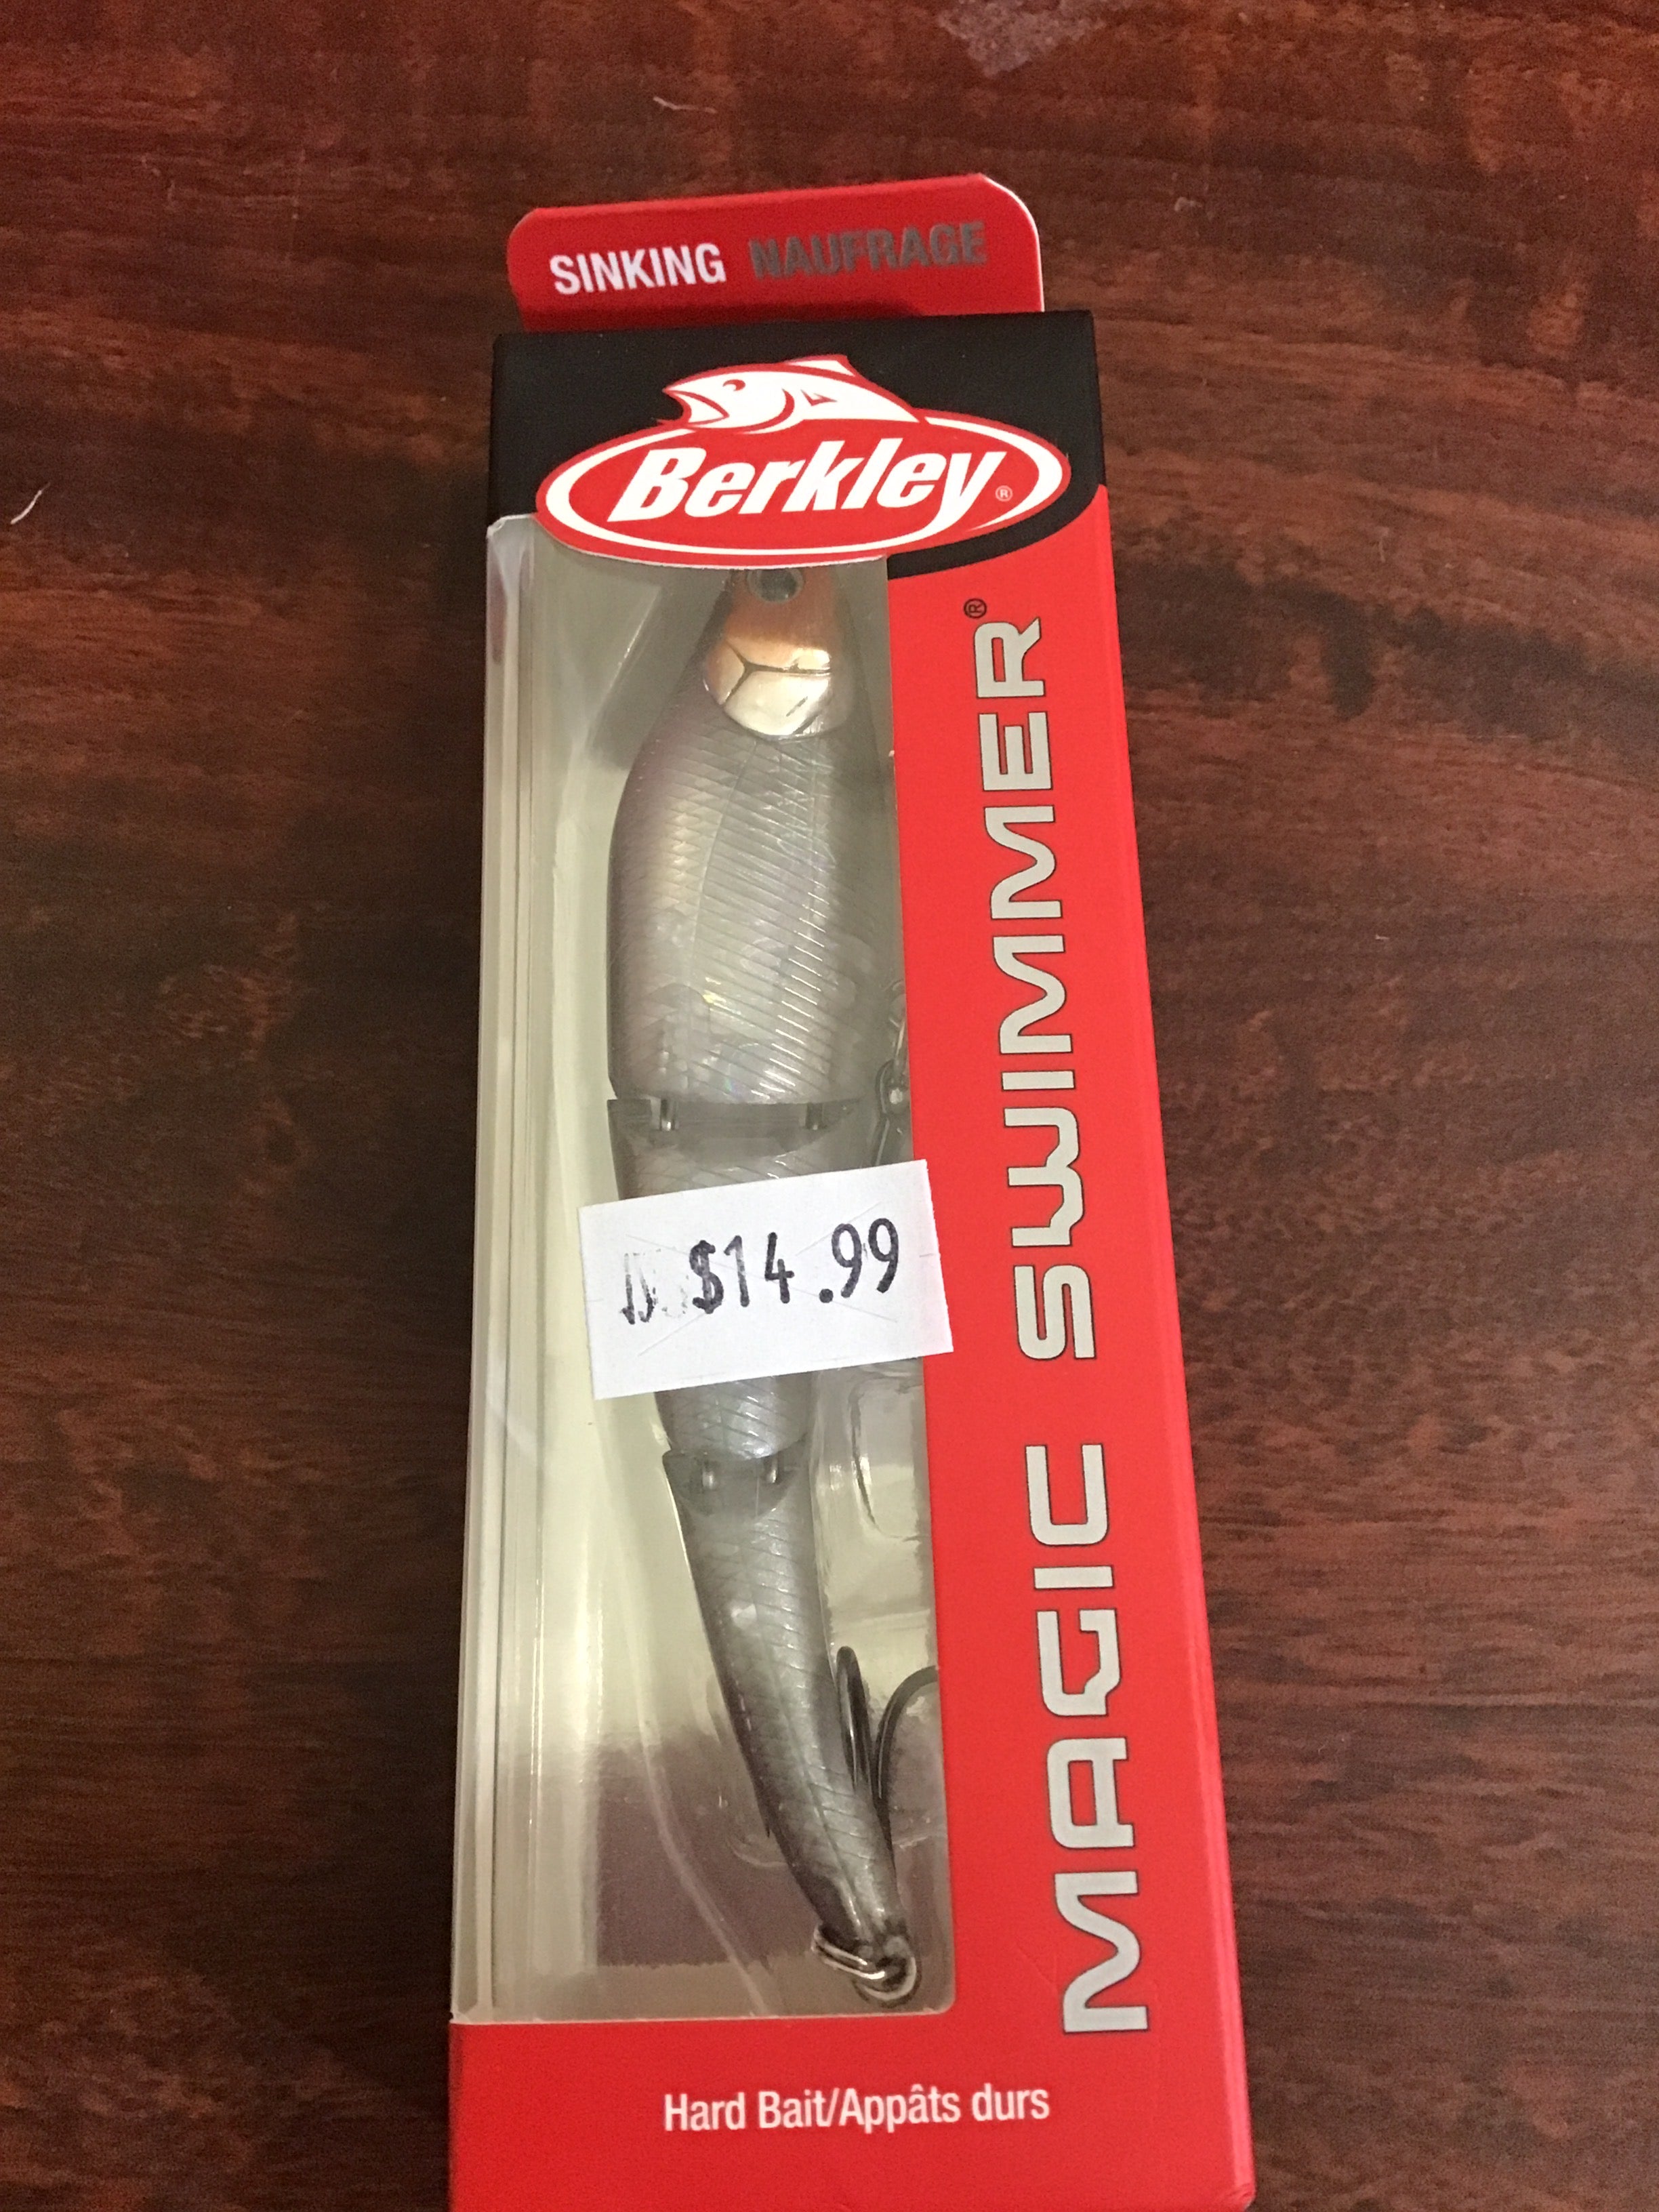 SINKING NAUFRAGE
Berkley®
MAGIC SWIMMER®
$14.99
Hard Bait/Appâts durs